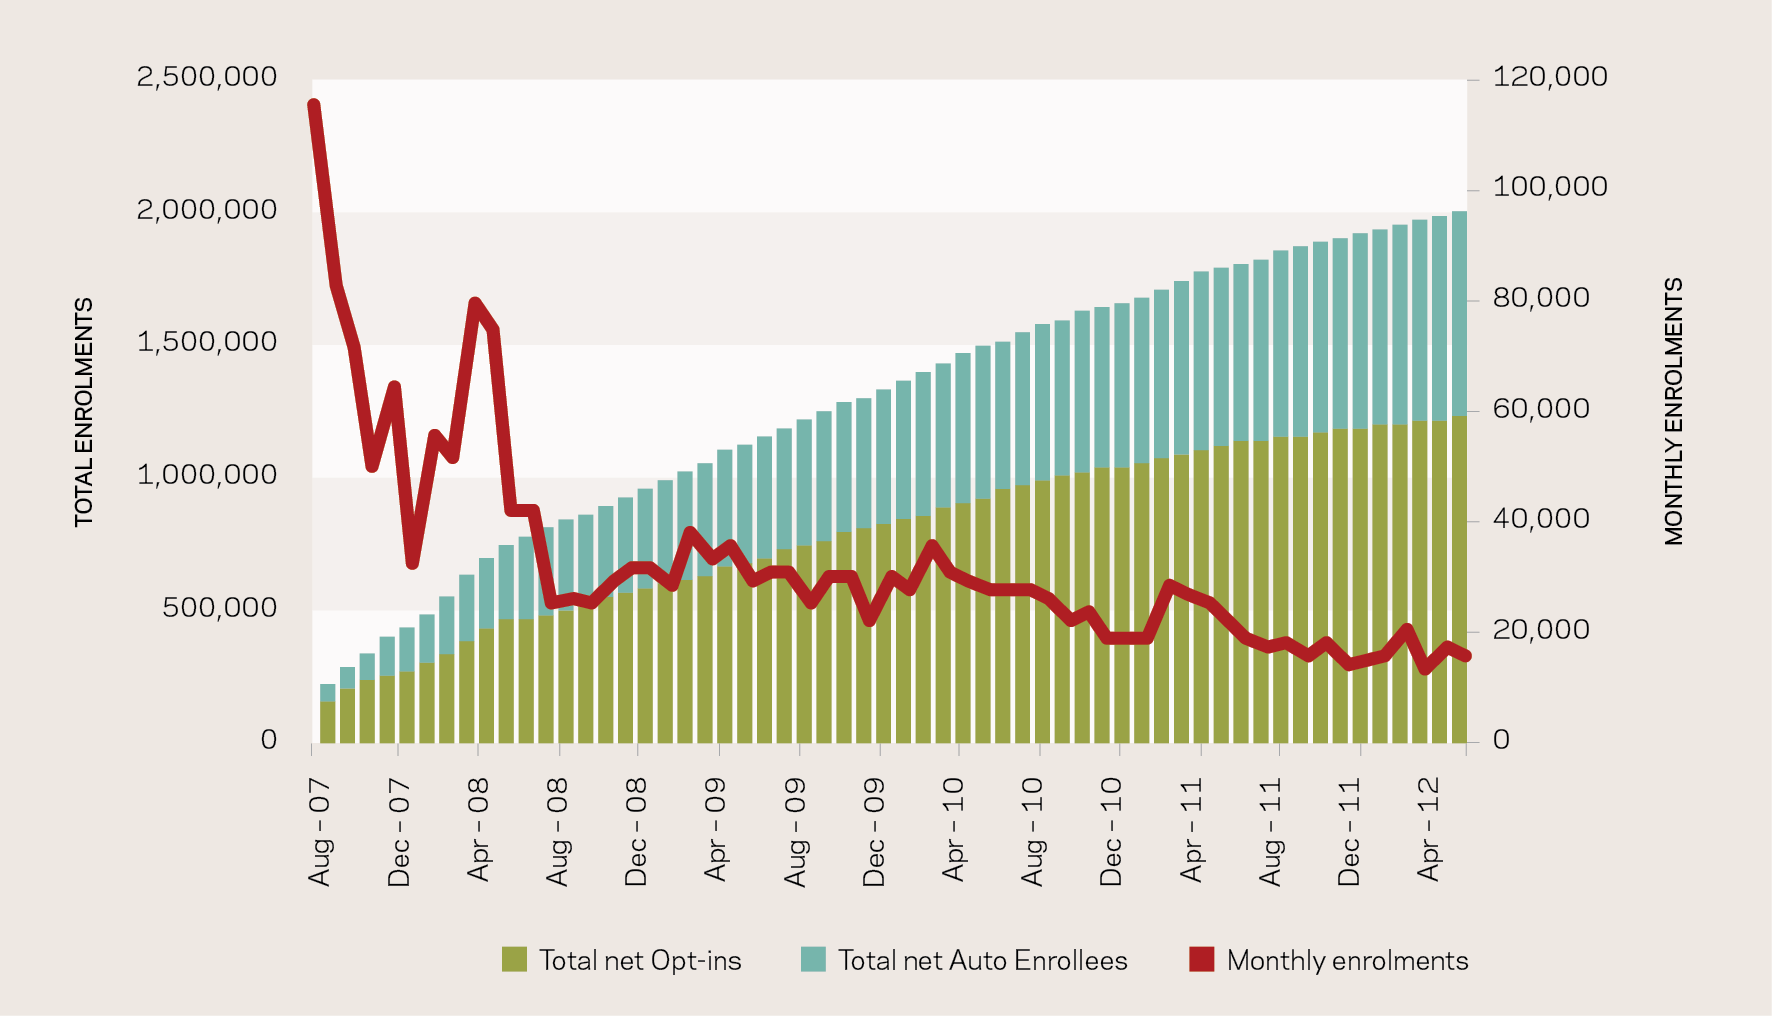 TOTAL ENROLMENTS
2,500,000
2,000,000
1,500,000
1,000,000
500,000
0
120,000
100,000
80,000
60,000
40,000
20,000
0
MONTHLY ENROLMENTS
Aug – 07
Dec – 07
Apr – 08
Aug – 08
Dec – 08
Apr – 09
Aug – 09
Dec – 09
Apr – 10
Aug – 10
Dec – 10
Apr – 11
Aug – 11
Dec – 11
Apr – 12
Total net Opt-ins
Total net Auto Enrollees
Monthly enrolments